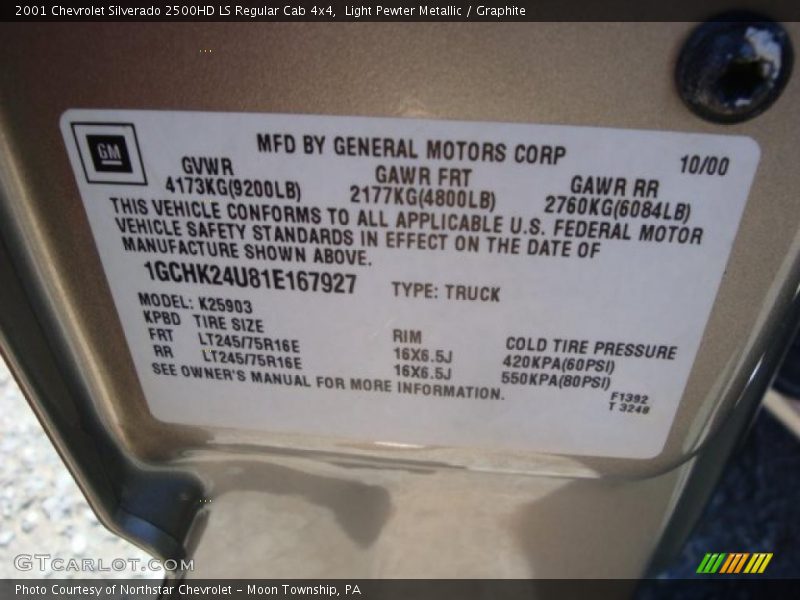 2001 Chevrolet Silverado 2500HD LS Regular Cab 4x4, Light Pewter Metallic / Graphite
GM
MFD BY GENERAL MOTORS CORP
10/00
GVWR GAWR FRT GAWR RR
4173KG(9200LB) 2177KG(4800LB) 2760KG(6084LB)
THIS VEHICLE CONFORMS TO ALL APPLICABLE U.S. FEDERAL MOTOR
VEHICLE SAFETY STANDARDS IN EFFECT ON THE DATE OF
MANUFACTURE SHOWN ABOVE.
1GCHK24U81E167927 TYPE: TRUCK
MODEL: K25903
KPBD TIRE SIZE RIM COLD TIRE PRESSURE
FRT LT245/75R16E 16X6.5J 420KPA(60PSI)
RR LT245/75R16E 16X6.5J 550KPA(80PSI)
SEE OWNER'S MANUAL FOR MORE INFORMATION.
F1392
T 3248
GTCARLOT.COM
Photo Courtesy of Northstar Chevrolet - Moon Township, PA